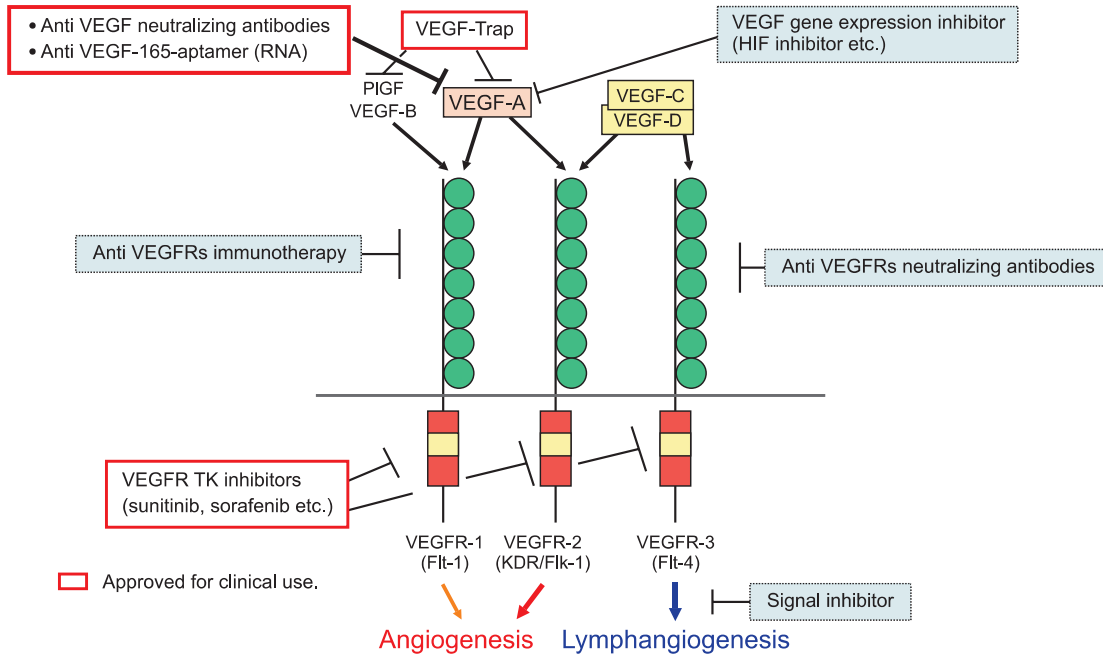 • Anti VEGF neutralizing antibodies
• Anti VEGF-165-aptamer (RNA)
VEGF-Trap
VEGF gene expression inhibitor
(HIF inhibitor etc.)
PlGF
VEGF-B
VEGF-A
VEGF-C
VEGF-D
Anti VEGFRs immunotherapy
Anti VEGFRs neutralizing antibodies
VEGFR TK inhibitors
(sunitinib, sorafenib etc.)
VEGFR-1
(Flt-1)
VEGFR-2
(KDR/Flk-1)
VEGFR-3
(Flt-4)
Approved for clinical use.
Signal inhibitor
Angiogenesis
Lymphangiogenesis